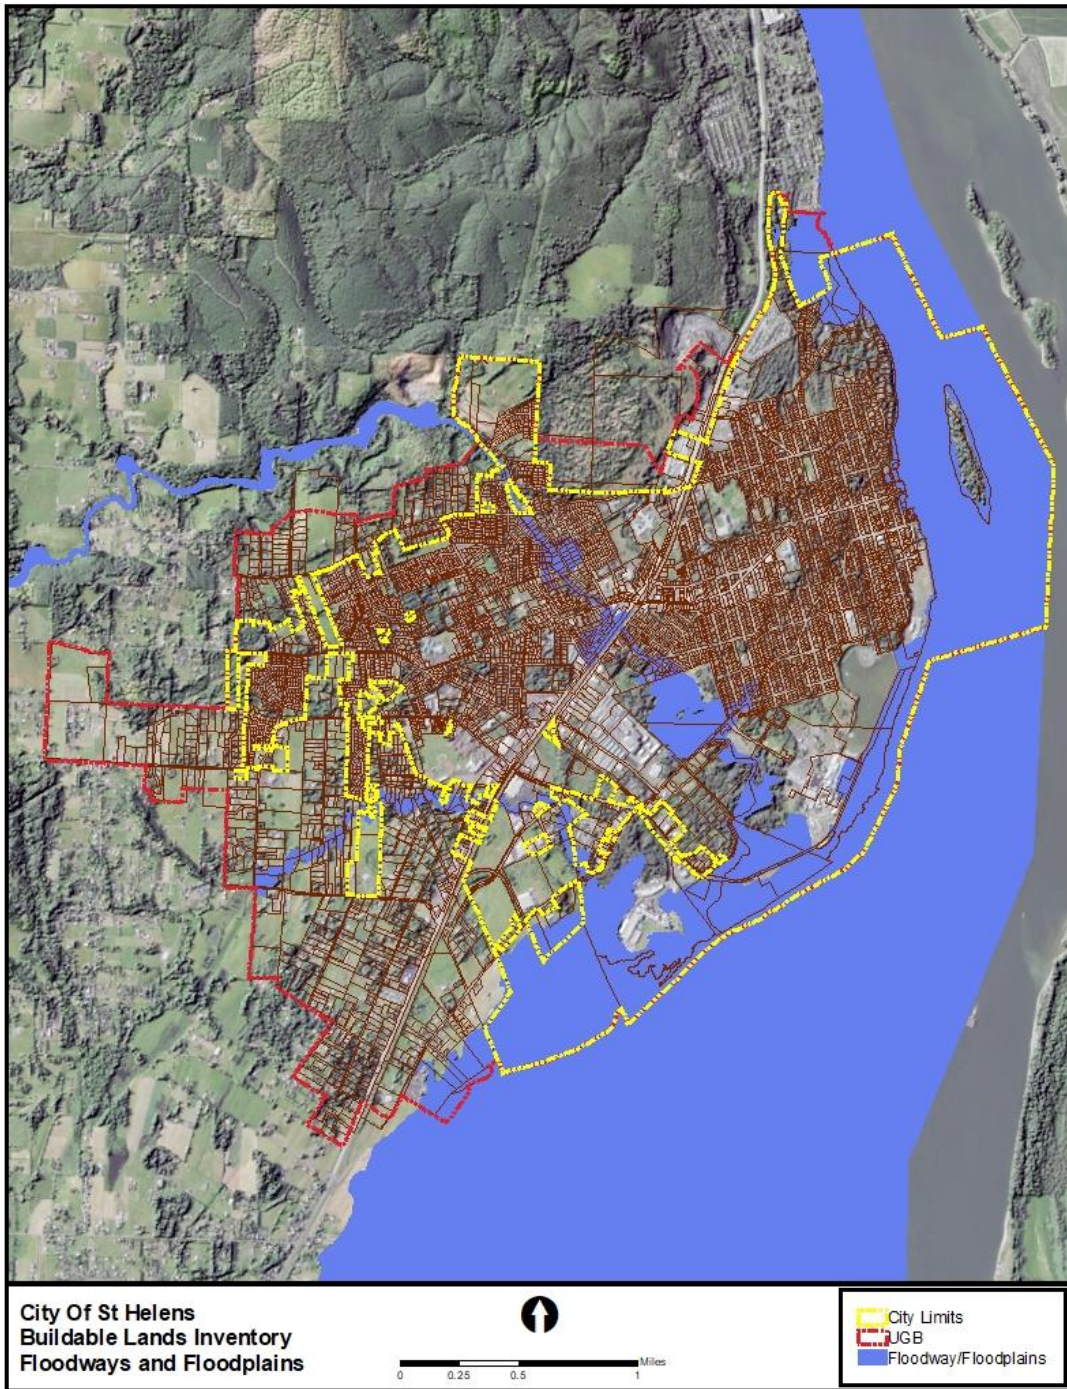 City Of St Helens
Buildable Lands Inventory
Floodways and Floodplains
Miles
0 0.25 0.5 1
City Limits
UGB
Floodway/Floodplains